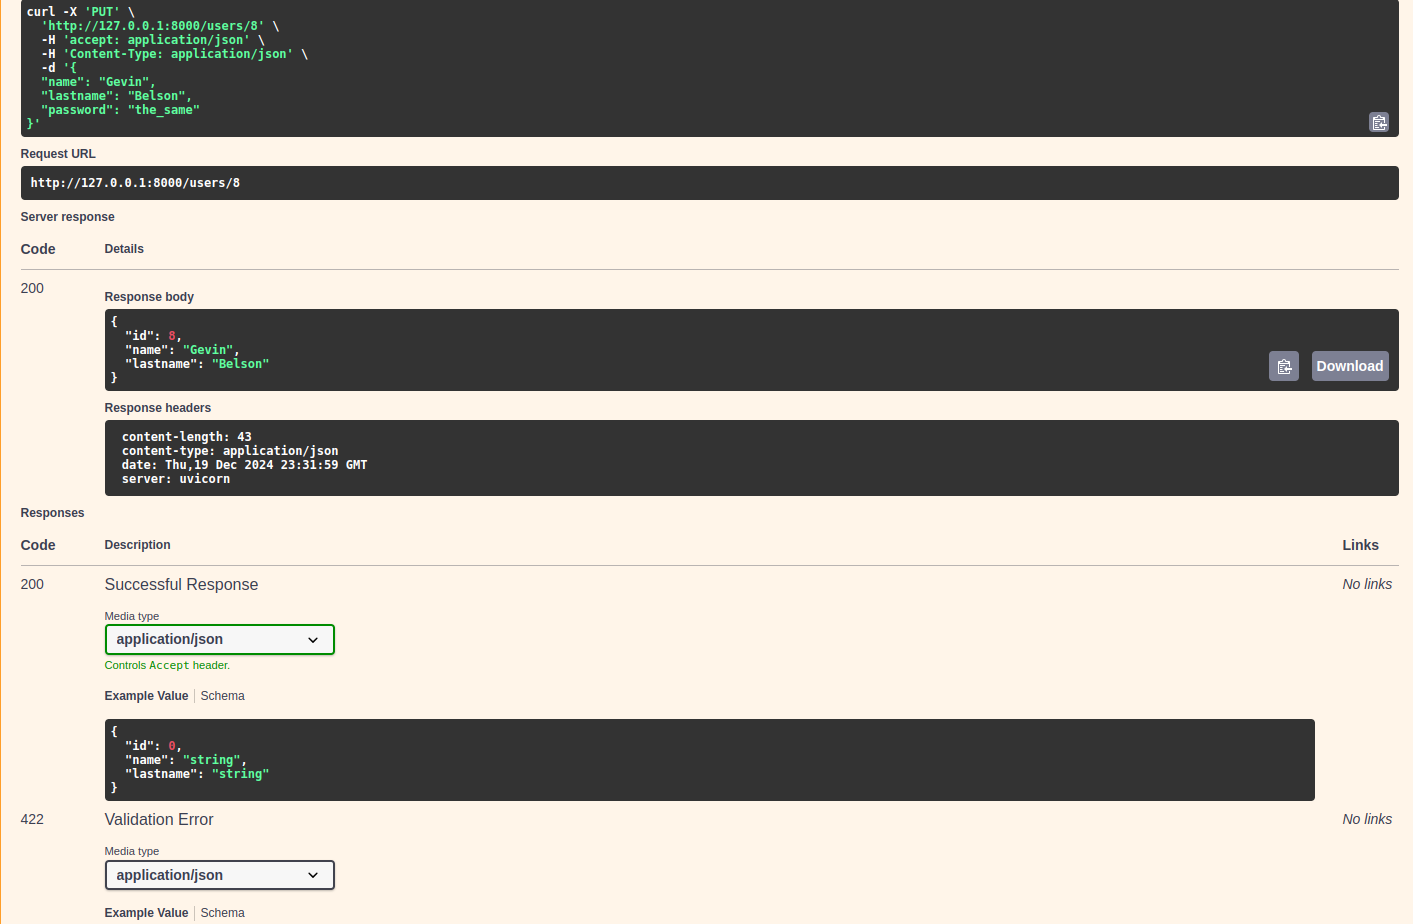 curl -X 'PUT' \
  'http://127.0.0.1:8000/users/8' \
  -H 'accept: application/json' \
  -H 'Content-Type: application/json' \
  -d '{
  "name": "Gevin",
  "lastname": "Belson",
  "password": "the_same"
}'
Request URL
http://127.0.0.1:8000/users/8
Server response
Code Details
200
Response body
{
  "id": 8,
  "name": "Gevin",
  "lastname": "Belson"
}
Download
Response headers
content-length: 43
content-type: application/json
date: Thu,19 Dec 2024 23:31:59 GMT
server: uvicorn
Responses
Code Description Links
200 Successful Response No links
Media type
application/json
Controls Accept header.
Example Value Schema
{
  "id": 0,
  "name": "string",
  "lastname": "string"
}
422 Validation Error No links
Media type
application/json
Example Value Schema